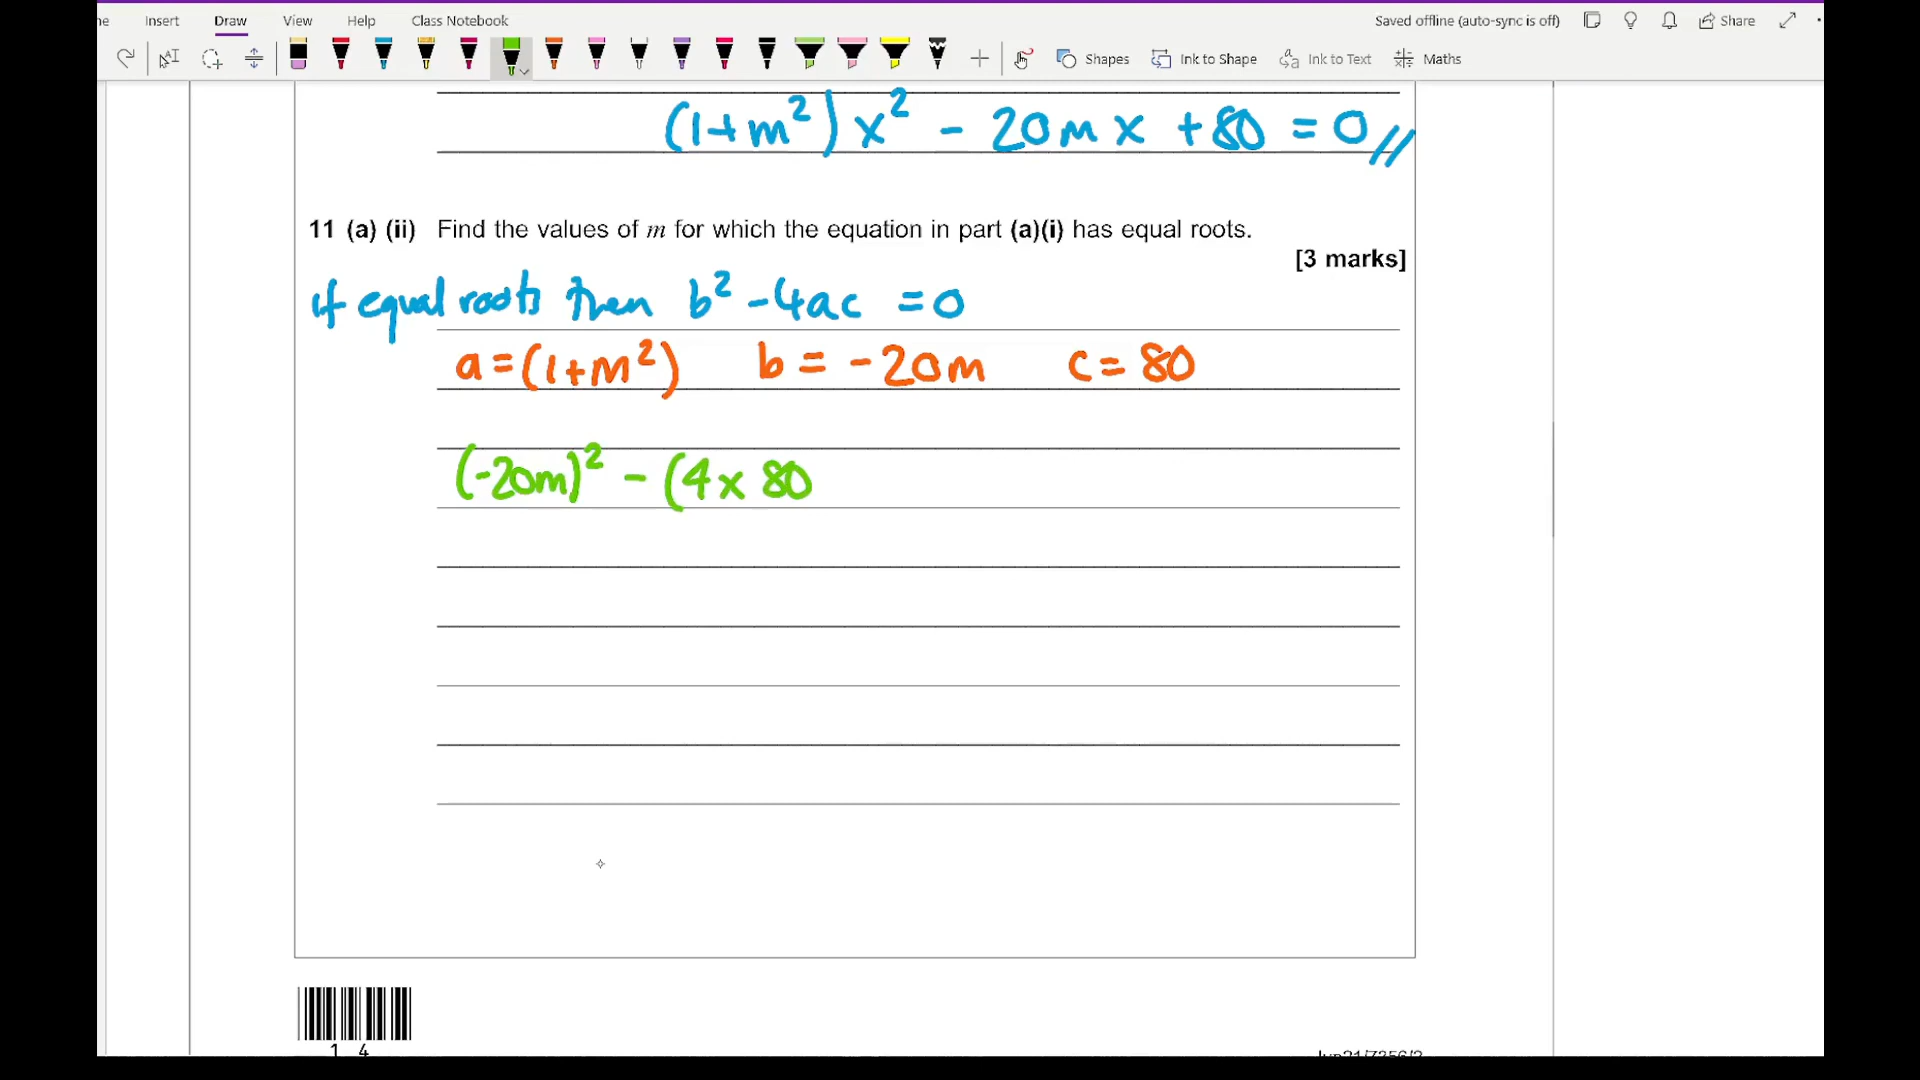 Insert Draw View Help Class Notebook Saved offline (auto-sync is off) Share
Shapes Ink to Shape Ink to Text Maths
(1+m²)x² - 20mx + 80 = 0//
11 (a) (ii) Find the values of m for which the equation in part (a)(i) has equal roots.
[3 marks]
if equal roots then b² - 4ac = 0
a = (1+m²) b = -20m c = 80
(-20m)² - (4 x 80
1 4